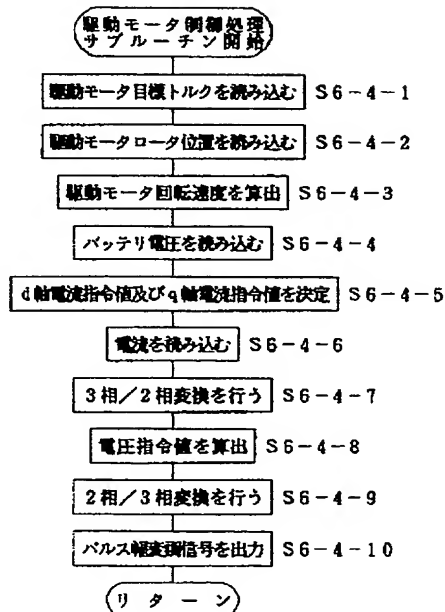 駆動モータ制御処理
サブルーチン開始
駆動モータ目標トルクを読み込む S6-4-1
駆動モータロータ位置を読み込む S6-4-2
駆動モータ回転速度を算出 S6-4-3
バッテリ電圧を読み込む S6-4-4
d軸電流指令値及びq軸電流指令値を決定 S6-4-5
電流を読み込む S6-4-6
3相/2相変換を行う S6-4-7
電圧指令値を算出 S6-4-8
2相/3相変換を行う S6-4-9
パルス幅変調信号を出力 S6-4-10
リターン